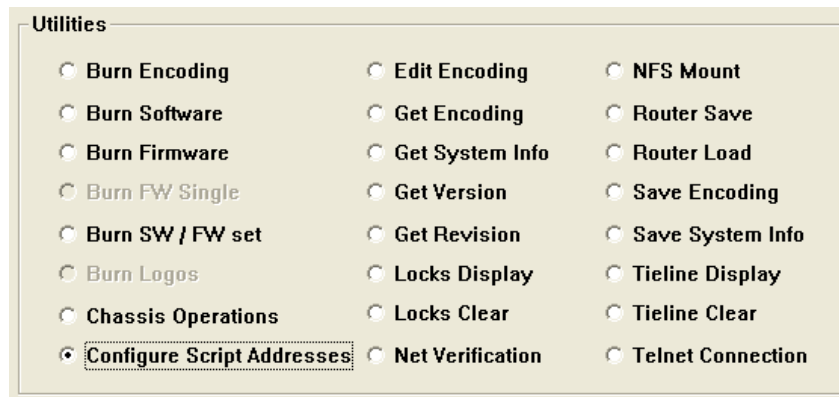 Utilities
Burn Encoding
Burn Software
Burn Firmware
Burn FW Single
Burn SW / FW set
Burn Logos
Chassis Operations
Configure Script Addresses
Edit Encoding
Get Encoding
Get System Info
Get Version
Get Revision
Locks Display
Locks Clear
Net Verification
NFS Mount
Router Save
Router Load
Save Encoding
Save System Info
Tieline Display
Tieline Clear
Telnet Connection